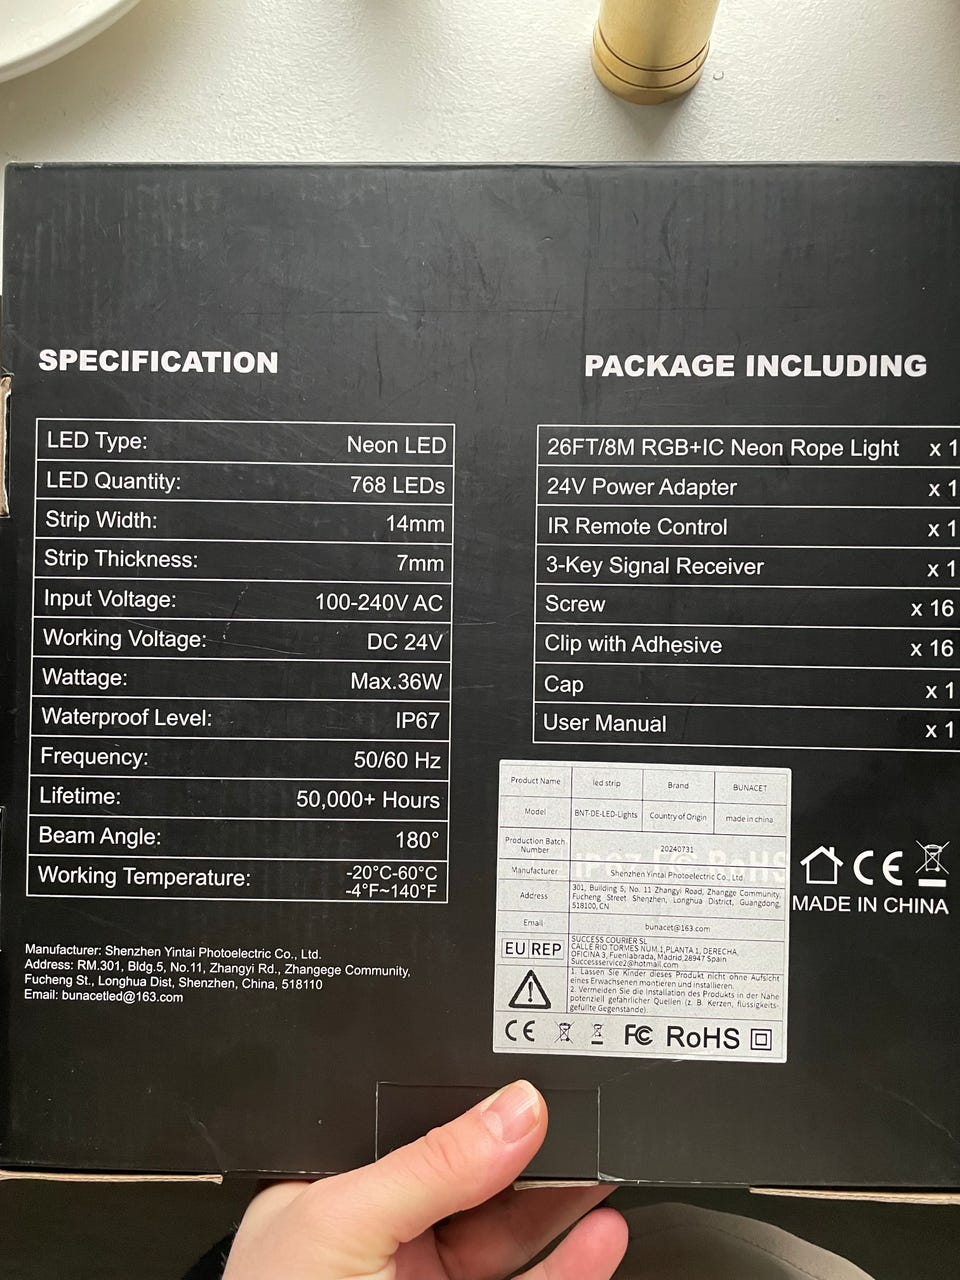 SPECIFICATION
LED Type: Neon LED
LED Quantity: 768 LEDs
Strip Width: 14mm
Strip Thickness: 7mm
Input Voltage: 100-240V AC
Working Voltage: DC 24V
Wattage: Max.36W
Waterproof Level: IP67
Frequency: 50/60 Hz
Lifetime: 50,000+ Hours
Beam Angle: 180°
Working Temperature: -20°C-60°C
-4°F~140°F
Manufacturer: Shenzhen Yintai Photoelectric Co., Ltd.
Address: RM.301, Bldg.5, No.11, Zhangyi Rd., Zhangege Community,
Fucheng St., Longhua Dist, Shenzhen, China, 518110
Email: bunacetled@163.com
PACKAGE INCLUDING
26FT/8M RGB+IC Neon Rope Light x 1
24V Power Adapter x 1
IR Remote Control x 1
3-Key Signal Receiver x 1
Screw x 16
Clip with Adhesive x 16
Cap x 1
User Manual x 1
Product Name led strip Brand BUNACET
Model BNT-DE-LED-Lights Country of Origin made in china
Production Batch
Number 20240731
Manufacturer Shenzhen Yintai Photoelectric Co., Ltd.
Address 301, Building 5, No. 11 Zhangyi Road, Zhangge Community,
Fucheng Street Shenzhen, Longhua District, Guangdong,
518100, CN
Email bunacet@163.com
EU REP SUCCESS COURIER SL
CALLE RIO TORMES NUM.1,PLANTA 1, DERECHA,
OFICINA 3, Fuenlabrada, Madrid,28947 Spain
Successservice2@hotmail.com
1. Lassen Sie Kinder dieses Produkt nicht ohne Aufsicht
eines Erwachsenen montieren und installieren.
2. Vermeiden Sie die Installation des Produkts in der Nähe
potenziell gefährlicher Quellen (z. B. Kerzen, flüssigkeits-
gefüllte Gegenstände).
CE FC RoHS
CE
MADE IN CHINA